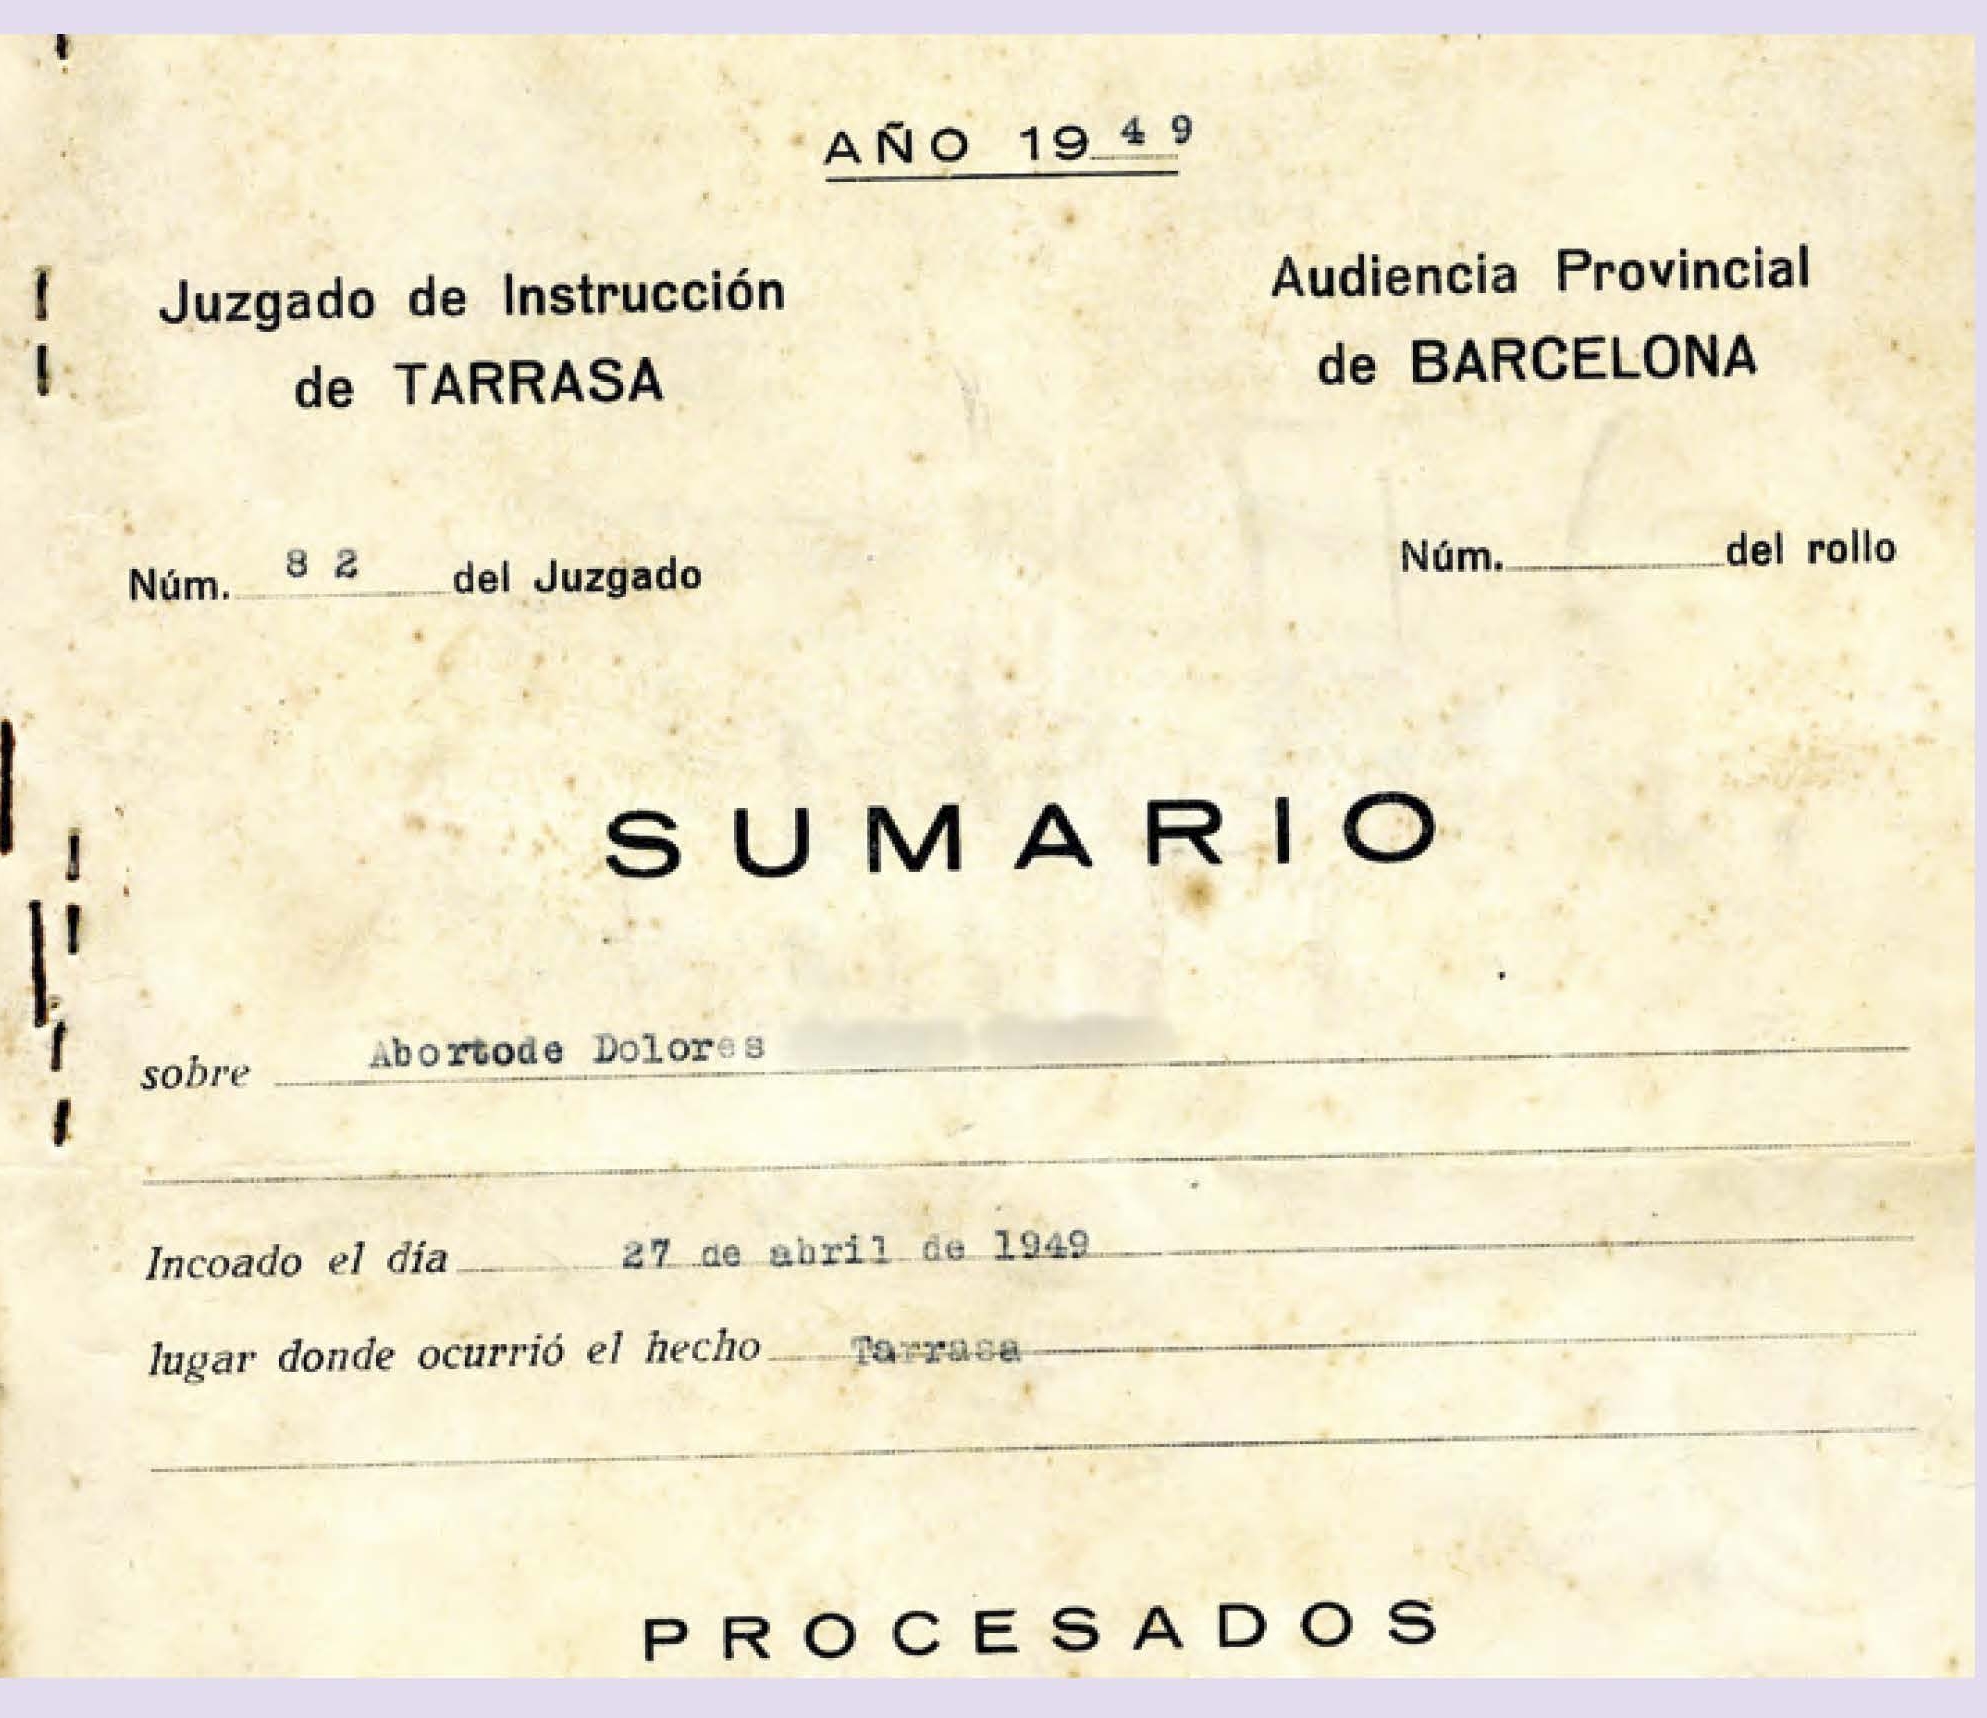 AÑO 1949
Juzgado de Instrucción
de TARRASA
Audiencia Provincial
de BARCELONA
Núm. 82 del Juzgado
Núm. del rollo
SUMARIO
sobre Abortode Dolores
Incoado el día 27 de abril de 1949
lugar donde ocurrió el hecho Tarrasa
PROCESADOS